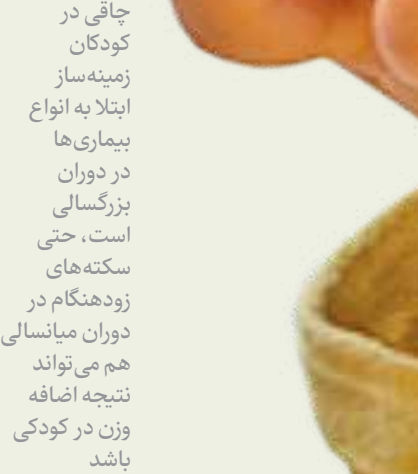 چاقی در
کودکان
زمینه‌ساز
ابتلا به انواع
بیماری‌ها
در دوران
بزرگسالی
است، حتی
سکته‌های
زودهنگام در
دوران میانسالی
هم می‌تواند
نتیجه اضافه
وزن در کودکی
باشد